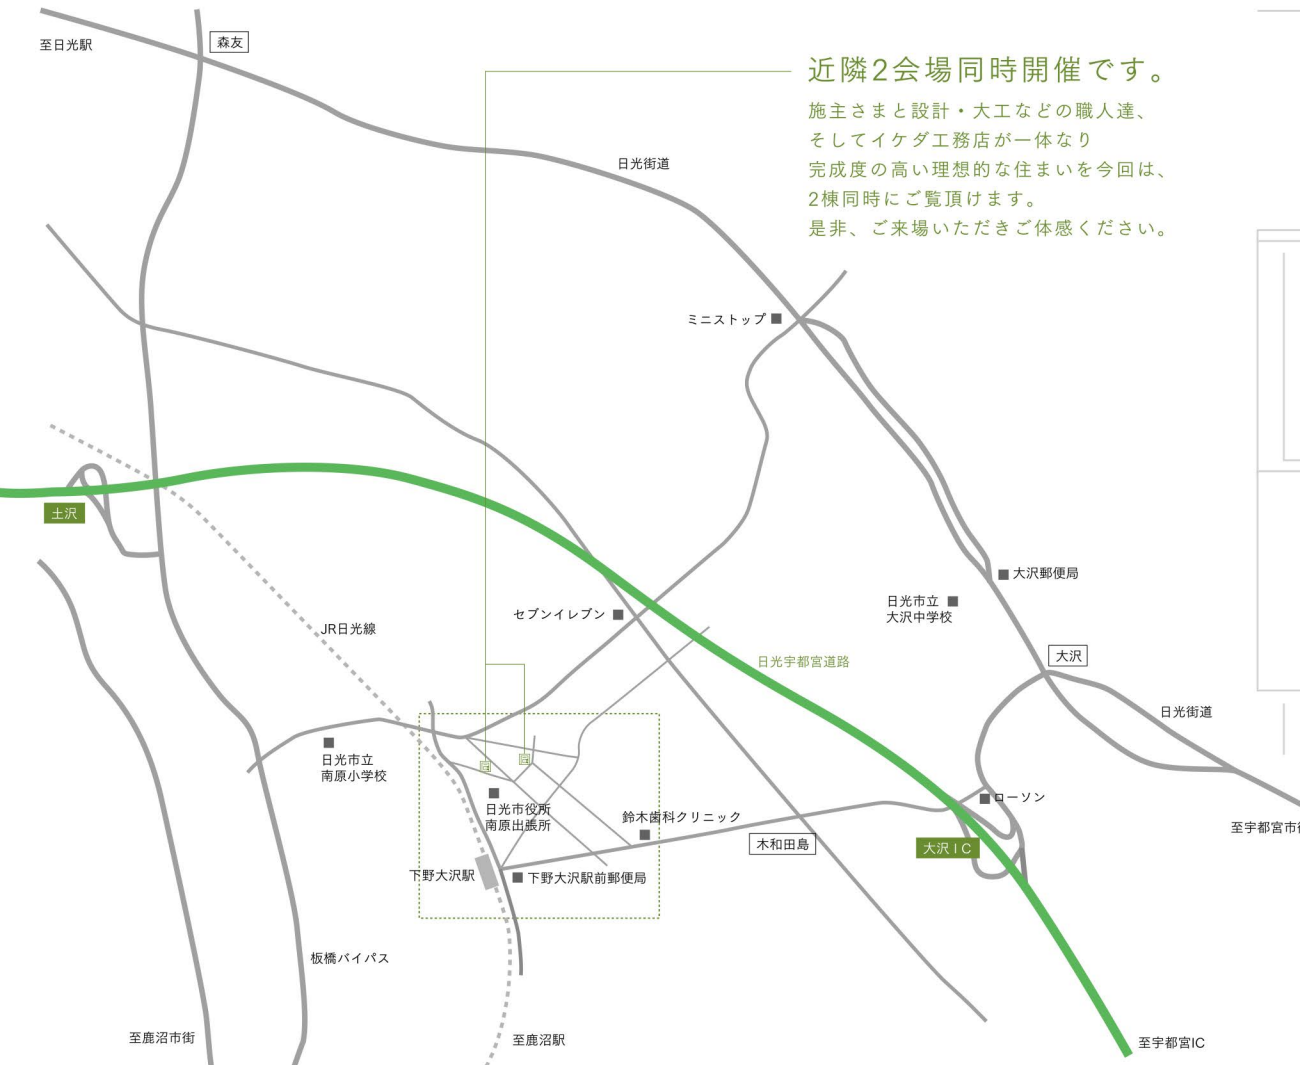 至日光駅
森友
近隣2会場同時開催です。
施主さまと設計・大工などの職人達、
そしてイケダ工務店が一体なり
完成度の高い理想的な住まいを今回は、
2棟同時にご覧頂けます。
是非、ご来場いただきご体感ください。
日光街道
ミニストップ
土沢
大沢郵便局
日光市立
大沢中学校
セブンイレブン
JR日光線
大沢
日光宇都宮道路
日光街道
日光市立
南原小学校
ローソン
日光市役所
南原出張所
鈴木歯科クリニック
至宇都宮市街
木和田島
大沢IC
下野大沢駅
下野大沢駅前郵便局
板橋バイパス
至鹿沼市街
至鹿沼駅
至宇都宮IC